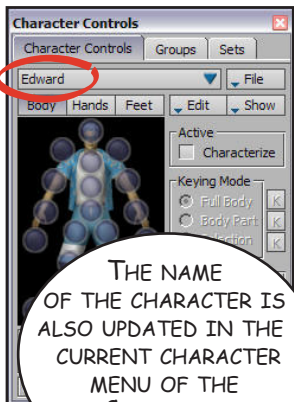 Character Controls
Character Controls Groups Sets
Edward File
Body Hands Feet Edit Show
Active
Characterize
Keying Mode
Full Body K
Body Part K
K
THE NAME
OF THE CHARACTER IS
ALSO UPDATED IN THE
CURRENT CHARACTER
MENU OF THE